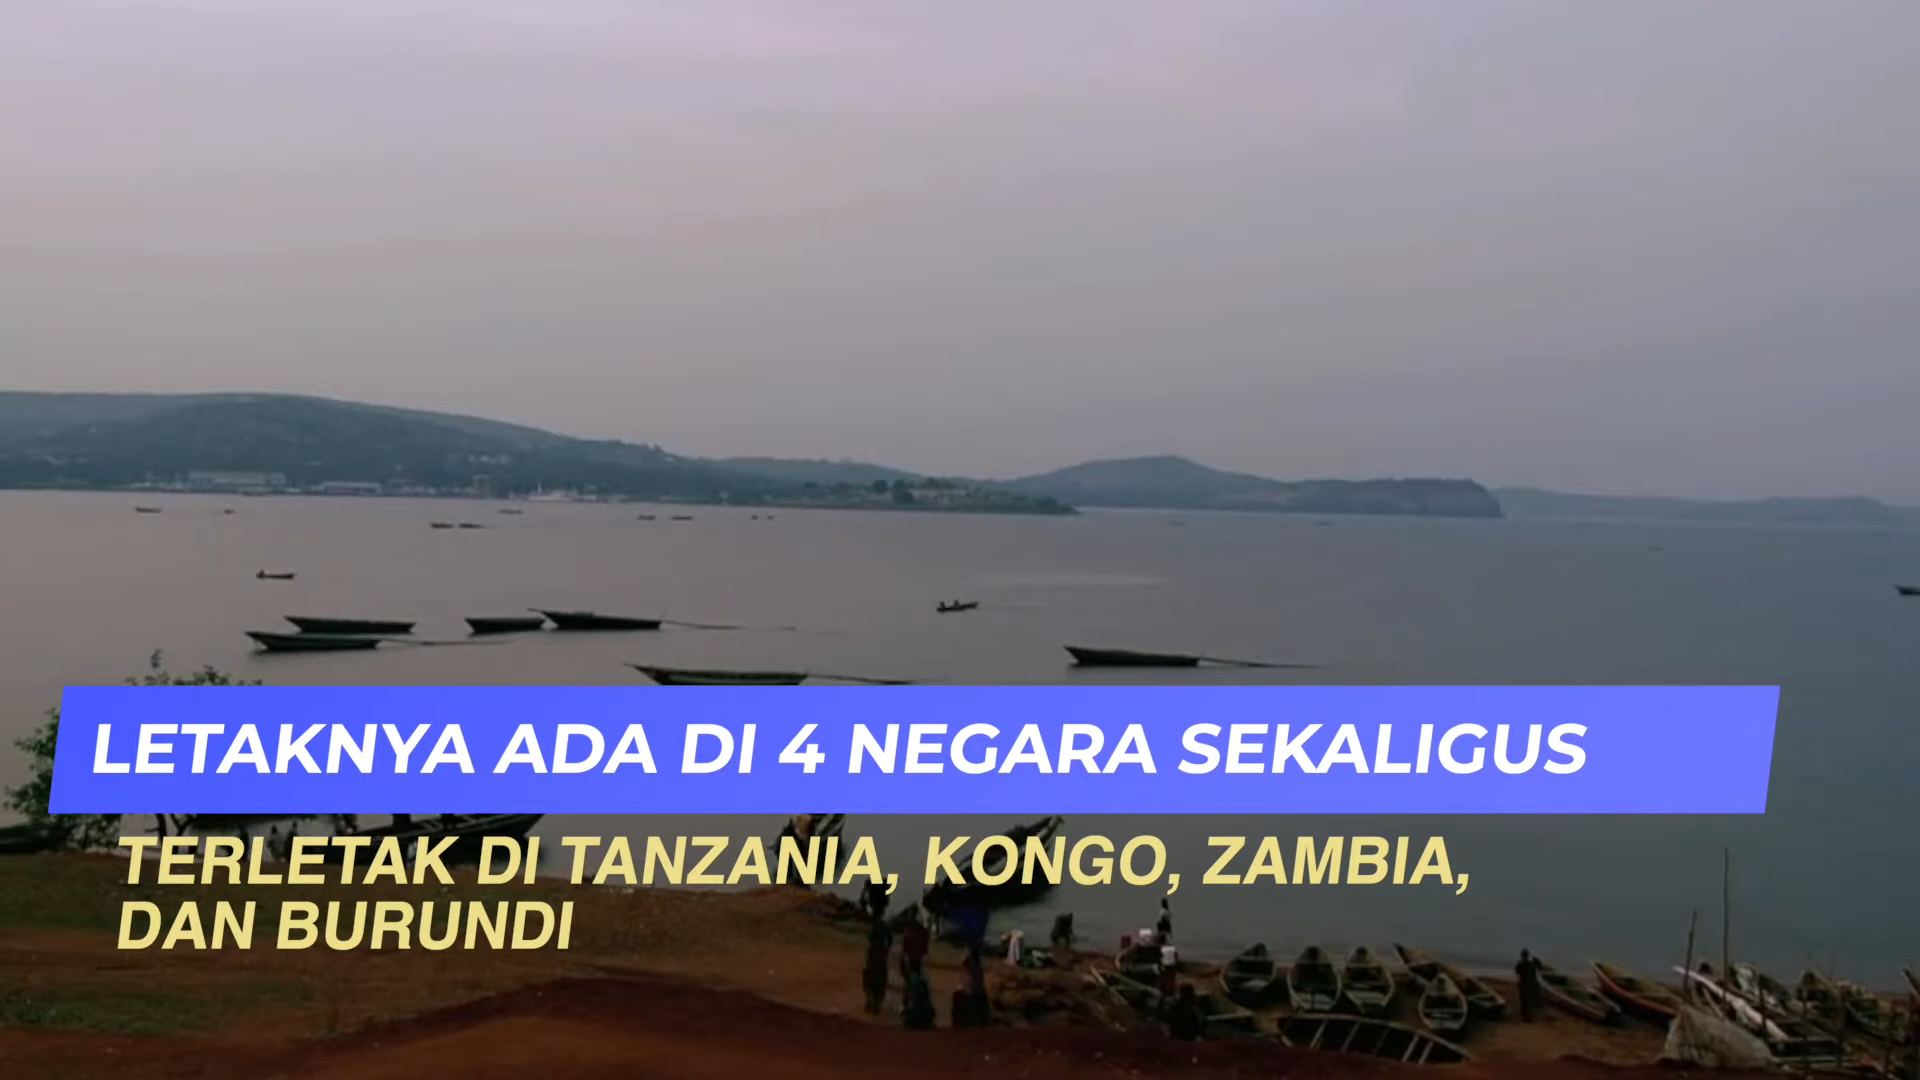 LETAKNYA ADA DI 4 NEGARA SEKALIGUS
TERLETAK DI TANZANIA, KONGO, ZAMBIA,
DAN BURUNDI